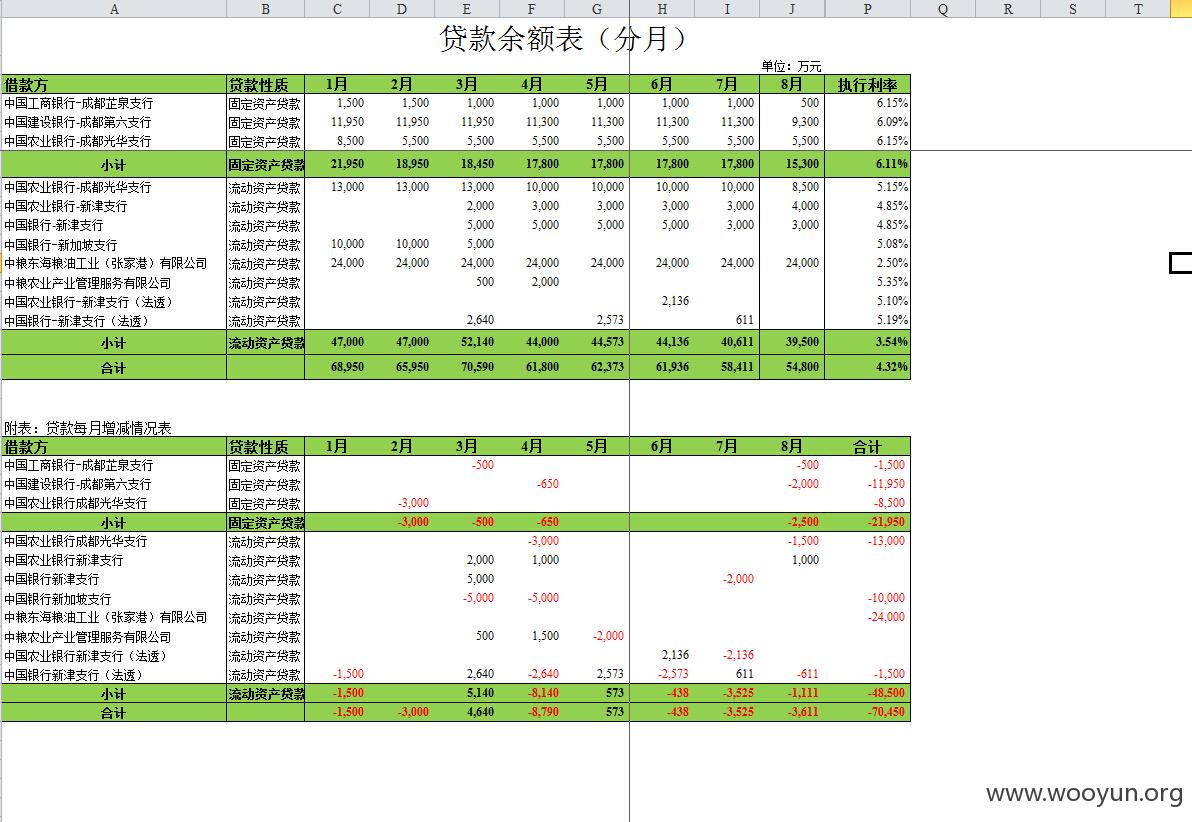 A B C D E F G H I J P Q R S T
贷款余额表（分月）
单位：万元
借款方 贷款性质 1月 2月 3月 4月 5月 6月 7月 8月 执行利率
中国工商银行-成都芷泉支行 固定资产贷款 1,500 1,500 1,000 1,000 1,000 1,000 1,000 500 6.15%
中国建设银行-成都第六支行 固定资产贷款 11,950 11,950 11,950 11,300 11,300 11,300 11,300 9,300 6.09%
中国农业银行-成都光华支行 固定资产贷款 8,500 5,500 5,500 5,500 5,500 5,500 5,500 5,500 6.15%
小计 固定资产贷款 21,950 18,950 18,450 17,800 17,800 17,800 17,800 15,300 6.11%
中国农业银行-成都光华支行 流动资产贷款 13,000 13,000 13,000 10,000 10,000 10,000 10,000 8,500 5.15%
中国农业银行-新津支行 流动资产贷款 2,000 3,000 3,000 3,000 3,000 4,000 4.85%
中国银行-新津支行 流动资产贷款 5,000 5,000 5,000 5,000 3,000 3,000 4.85%
中国银行-新加坡支行 流动资产贷款 10,000 10,000 5,000 5.08%
中粮东海粮油工业（张家港）有限公司 流动资产贷款 24,000 24,000 24,000 24,000 24,000 24,000 24,000 24,000 2.50%
中粮农业产业管理服务有限公司 流动资产贷款 500 2,000 5.35%
中国农业银行-新津支行（法透） 流动资产贷款 2,136 5.10%
中国银行-新津支行（法透） 流动资产贷款 2,640 2,573 611 5.19%
小计 流动资产贷款 47,000 47,000 52,140 44,000 44,573 44,136 40,611 39,500 3.54%
合计 68,950 65,950 70,590 61,800 62,373 61,936 58,411 54,800 4.32%
附表：贷款每月增减情况表
借款方 贷款性质 1月 2月 3月 4月 5月 6月 7月 8月 合计
中国工商银行-成都芷泉支行 固定资产贷款 -500 -500 -1,500
中国建设银行-成都第六支行 固定资产贷款 -650 -2,000 -11,950
中国农业银行成都光华支行 固定资产贷款 -3,000 -8,500
小计 固定资产贷款 -3,000 -500 -650 -2,500 -21,950
中国农业银行成都光华支行 流动资产贷款 -3,000 -1,500 -13,000
中国农业银行新津支行 流动资产贷款 2,000 1,000 1,000
中国银行新津支行 流动资产贷款 5,000 -2,000
中国银行新加坡支行 流动资产贷款 -5,000 -5,000 -10,000
中粮东海粮油工业（张家港）有限公司 流动资产贷款 -24,000
中粮农业产业管理服务有限公司 流动资产贷款 500 1,500 -2,000
中国农业银行新津支行（法透） 流动资产贷款 2,136 -2,136
中国银行新津支行（法透） 流动资产贷款 -1,500 2,640 -2,640 2,573 -2,573 611 -611 -1,500
小计 流动资产贷款 -1,500 5,140 -8,140 573 -438 -3,525 -1,111 -48,500
合计 -1,500 -3,000 4,640 -8,790 573 -438 -3,525 -3,611 -70,450
www.wooyun.org